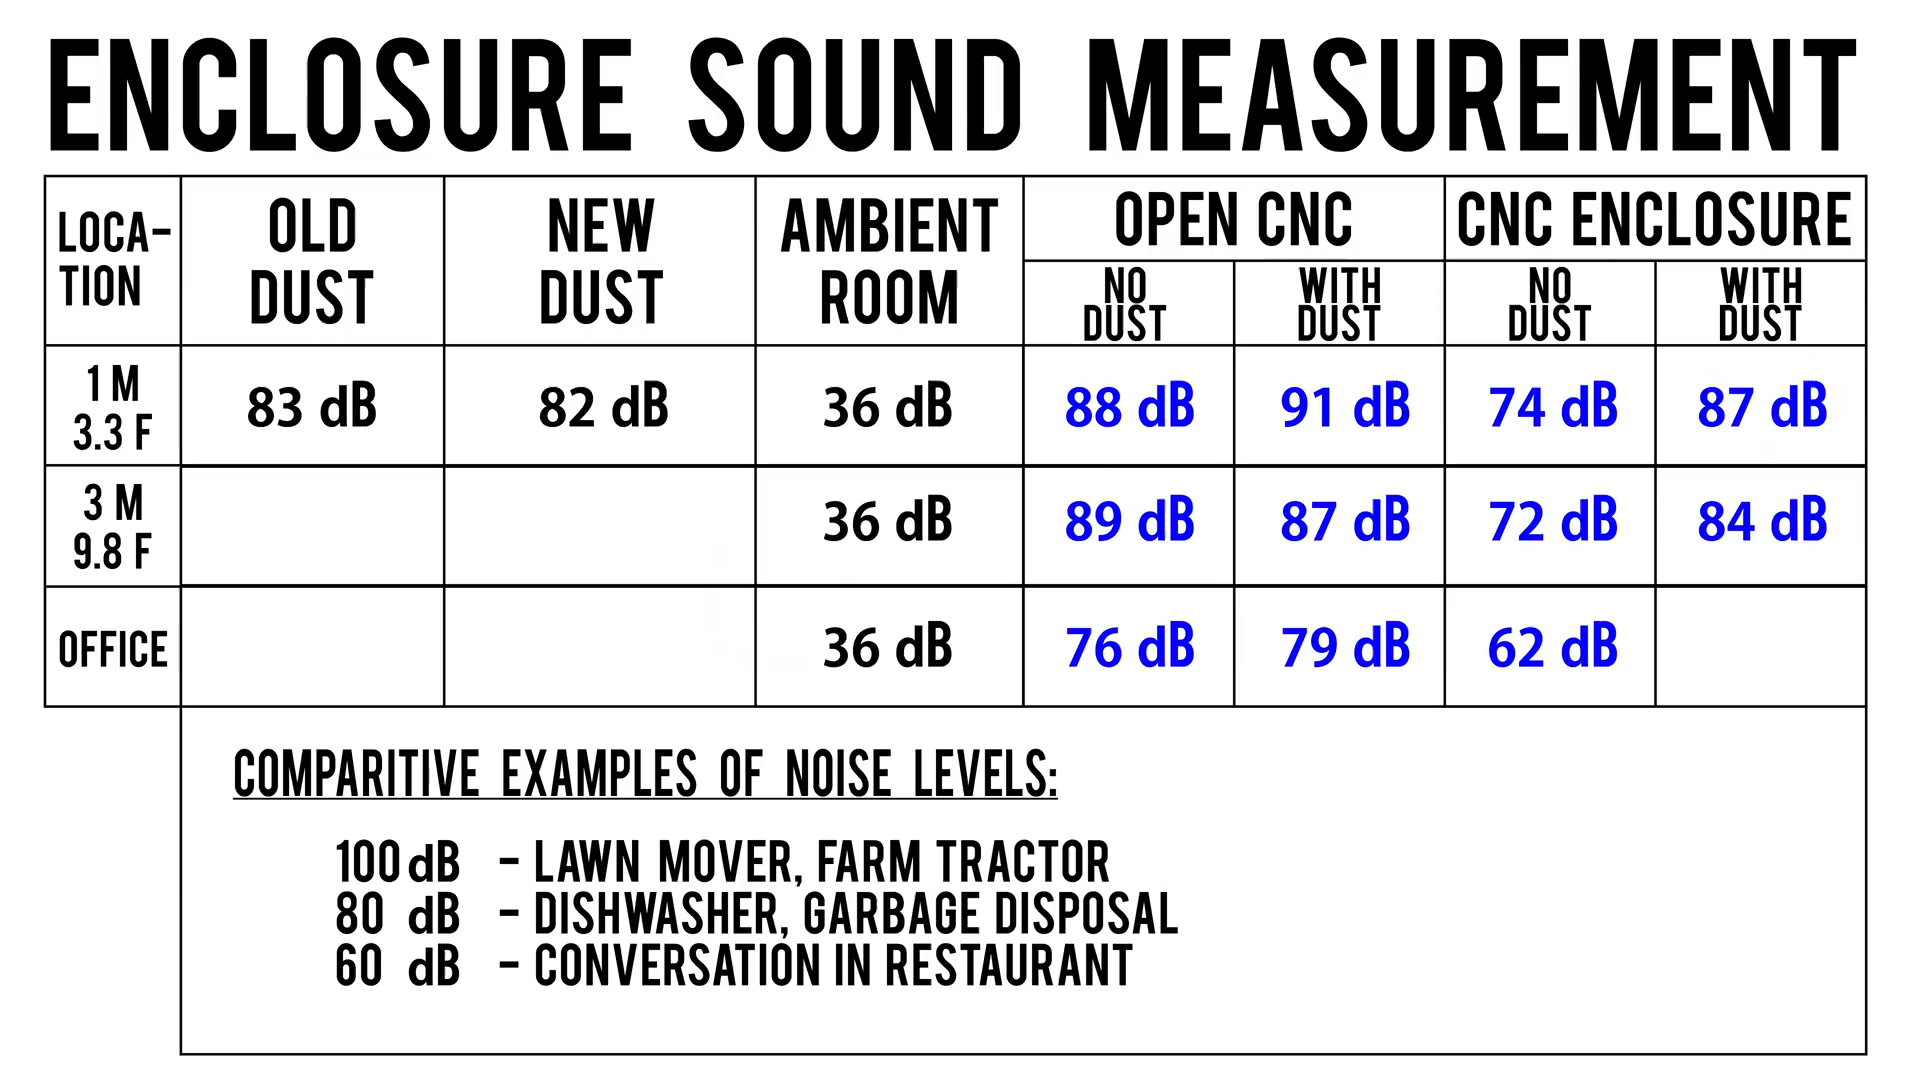 ENCLOSURE SOUND MEASUREMENT
LOCA-
TION
OLD
DUST
NEW
DUST
AMBIENT
ROOM
OPEN CNC
CNC ENCLOSURE
NO
DUST
WITH
DUST
NO
DUST
WITH
DUST
1 M
3.3 F
83 dB
82 dB
36 dB
88 dB
91 dB
74 dB
87 dB
3 M
9.8 F
36 dB
89 dB
87 dB
72 dB
84 dB
OFFICE
36 dB
76 dB
79 dB
62 dB
COMPARITIVE EXAMPLES OF NOISE LEVELS:
100 dB - LAWN MOVER, FARM TRACTOR
80 dB - DISHWASHER, GARBAGE DISPOSAL
60 dB - CONVERSATION IN RESTAURANT